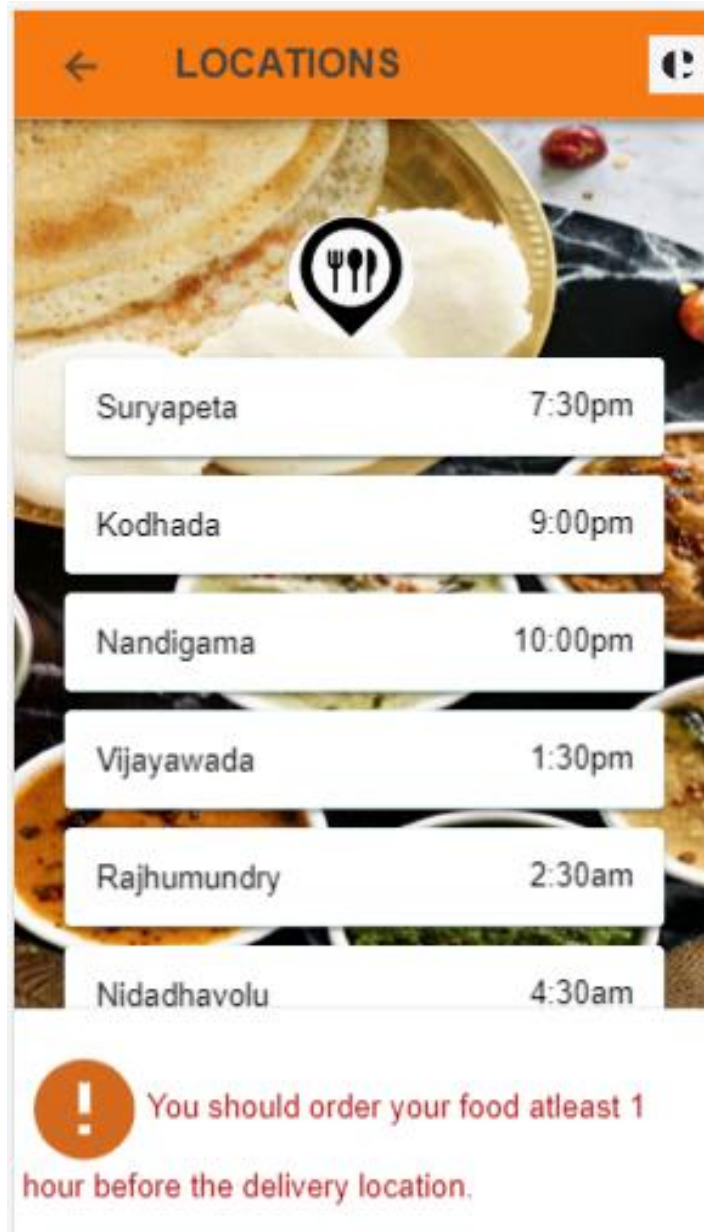 LOCATIONS
Suryapeta 7:30pm
Kodhada 9:00pm
Nandigama 10:00pm
Vijayawada 1:30pm
Rajhumundry 2:30am
Nidadhavolu 4:30am
You should order your food atleast 1
hour before the delivery location.